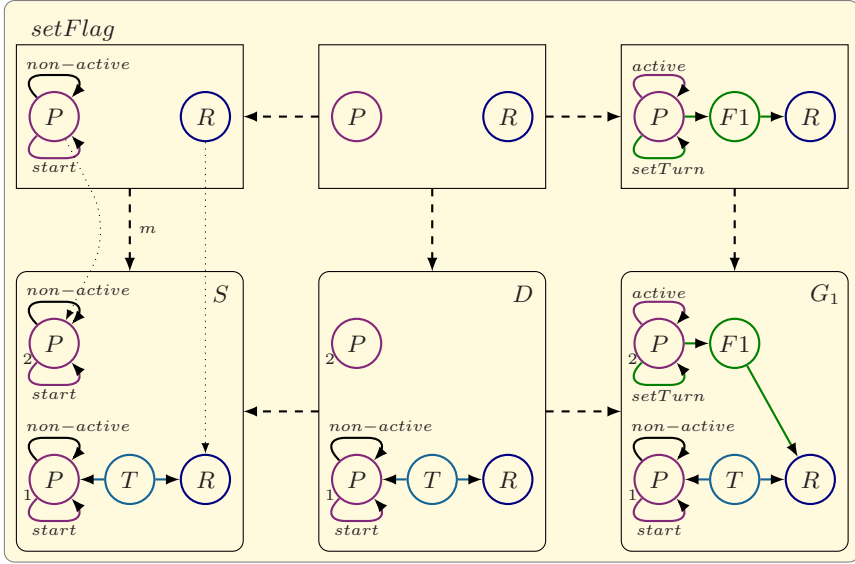 setFlag
non-active
P R
start
P R
active
P F1 R
setTurn
m
non-active S
P
2
start
non-active
P T R
1
start
D
P
2
non-active
P T R
1
start
active G1
P F1
2
setTurn
non-active
P T R
1
start